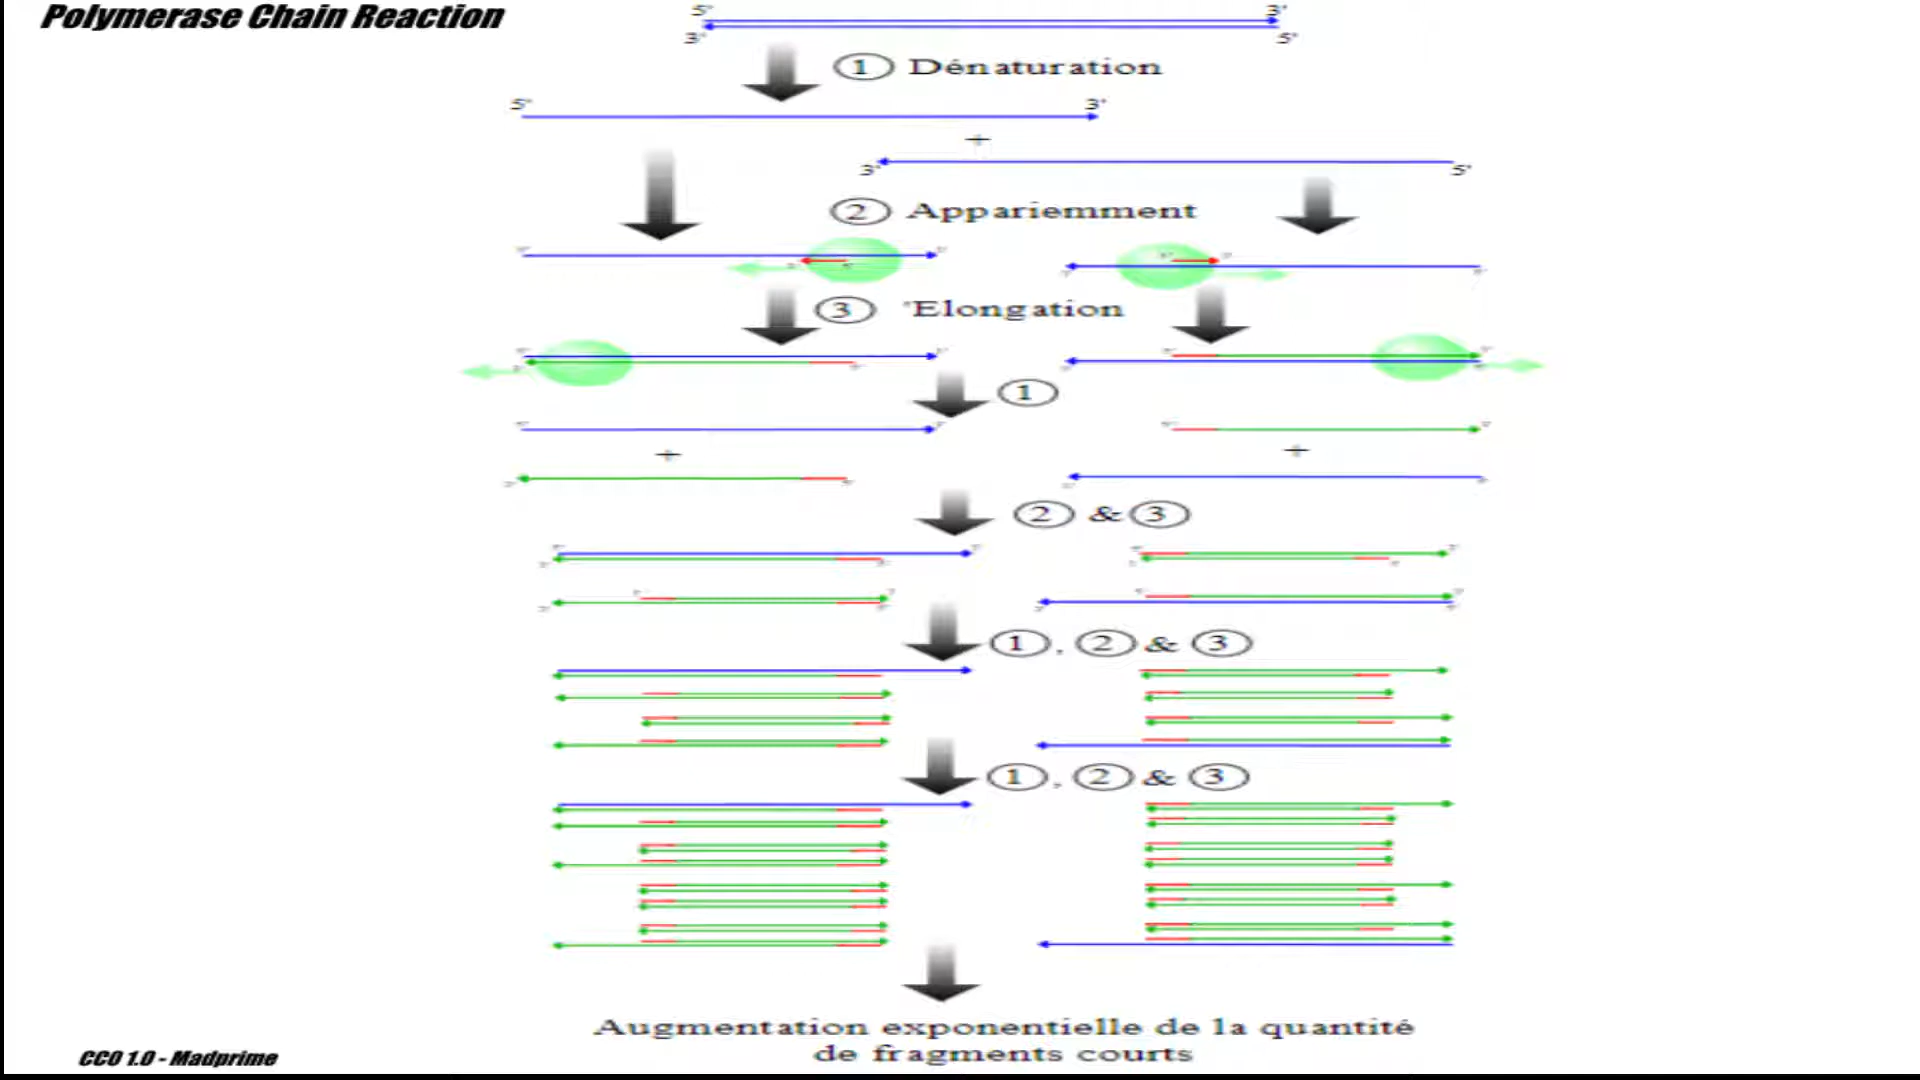 Polymerase Chain Reaction
5' 3'
3' 5'
1 Dénaturation
5' 3'
+
3' 5'
2 Appariemment
3 'Elongation
1
+ +
2 & 3
1, 2 & 3
1, 2 & 3
Augmentation exponentielle de la quantité
de fragments courts
CC0 1.0 - Madprime